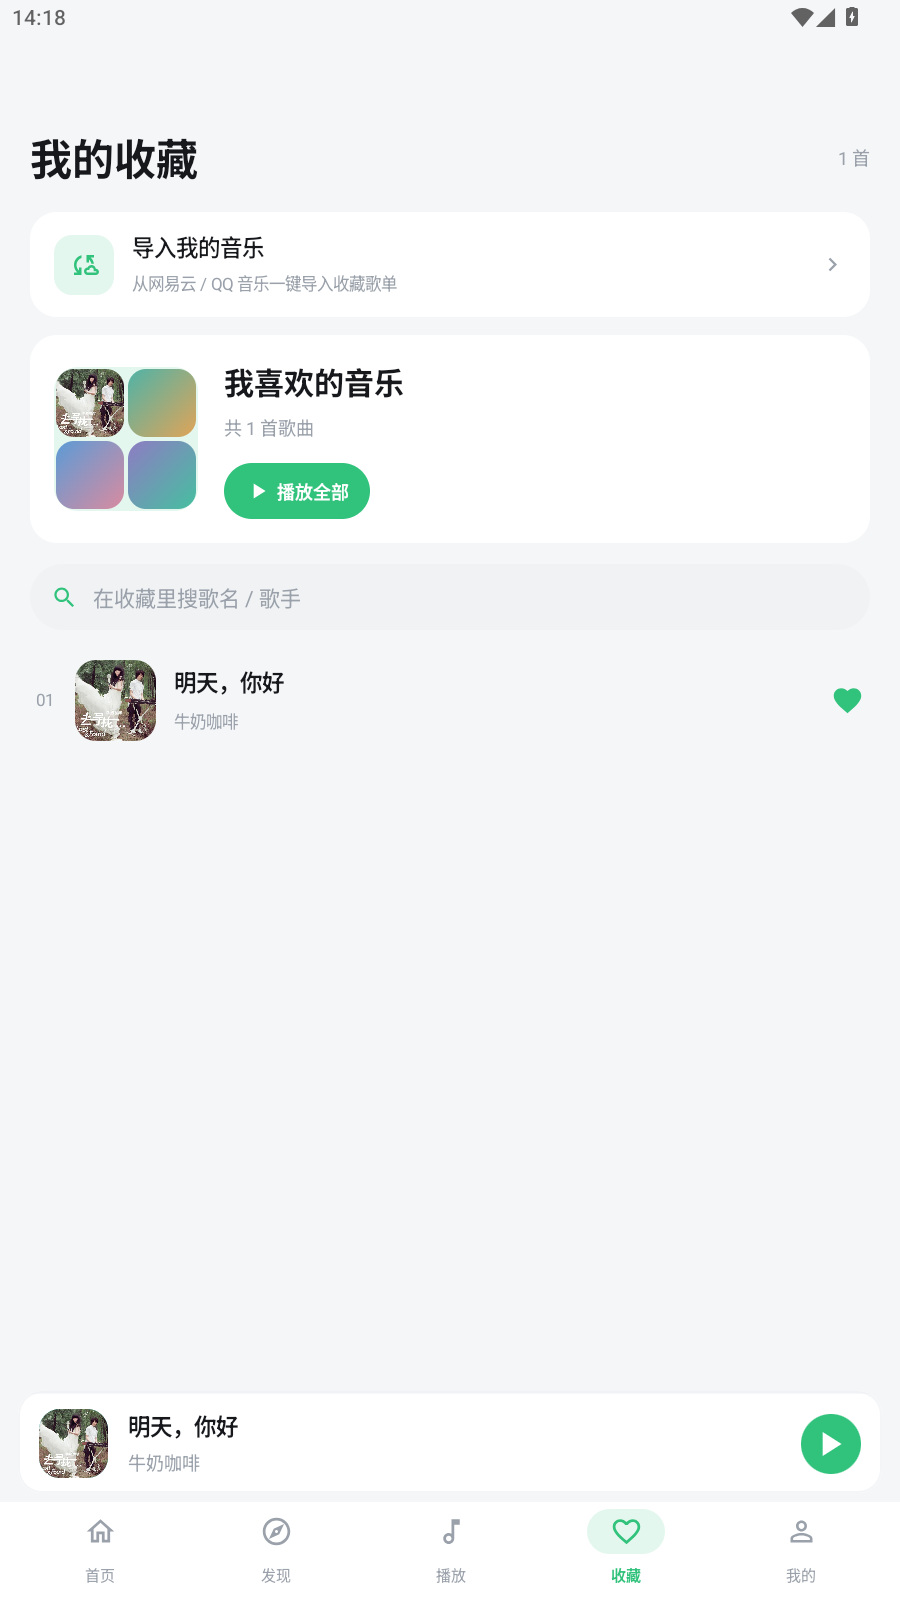 14:18
我的收藏
1 首
导入我的音乐
从网易云 / QQ 音乐一键导入收藏歌单
我喜欢的音乐
共 1 首歌曲
播放全部
在收藏里搜歌名 / 歌手
01
明天，你好
牛奶咖啡
明天，你好
牛奶咖啡
首页
发现
播放
收藏
我的